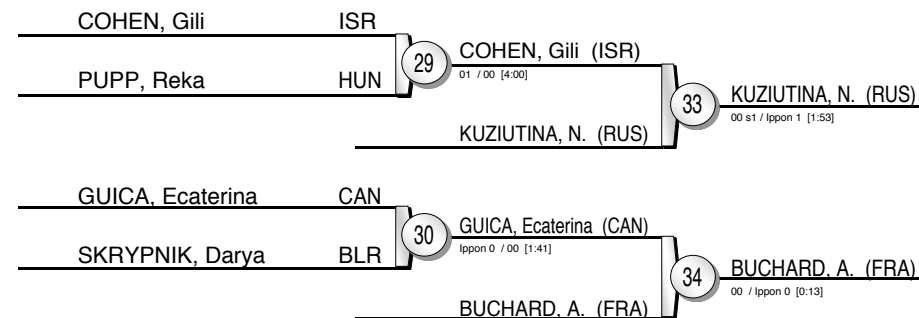 COHEN, Gili ISR
PUPP, Reka HUN
29
COHEN, Gili (ISR)
01 / 00 [4:00]
KUZIUTINA, N. (RUS)
33
KUZIUTINA, N. (RUS)
00 s1 / Ippon 1 [1:53]
GUICA, Ecaterina CAN
SKRYPNIK, Darya BLR
30
GUICA, Ecaterina (CAN)
Ippon 0 / 00 [1:41]
BUCHARD, A. (FRA)
34
BUCHARD, A. (FRA)
00 / Ippon 0 [0:13]